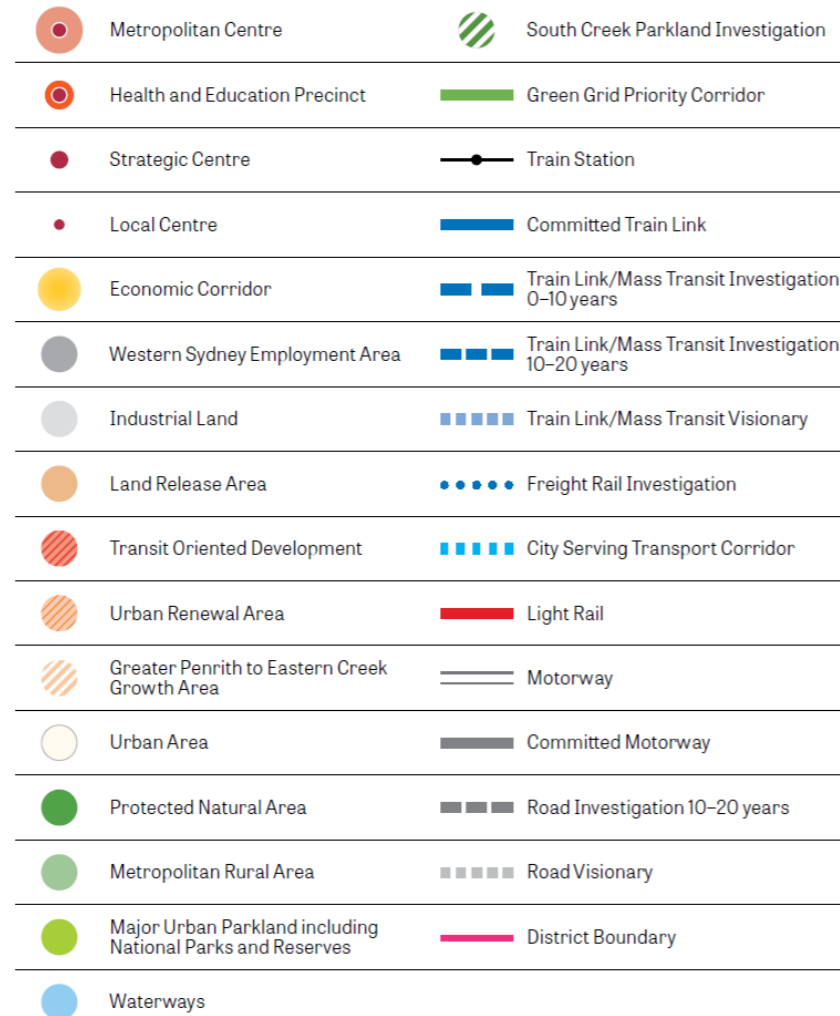 Metropolitan Centre
Health and Education Precinct
Strategic Centre
Local Centre
Economic Corridor
Western Sydney Employment Area
Industrial Land
Land Release Area
Transit Oriented Development
Urban Renewal Area
Greater Penrith to Eastern Creek
Growth Area
Urban Area
Protected Natural Area
Metropolitan Rural Area
Major Urban Parkland including
National Parks and Reserves
Waterways
South Creek Parkland Investigation
Green Grid Priority Corridor
Train Station
Committed Train Link
Train Link/Mass Transit Investigation
0–10 years
Train Link/Mass Transit Investigation
10–20 years
Train Link/Mass Transit Visionary
Freight Rail Investigation
City Serving Transport Corridor
Light Rail
Motorway
Committed Motorway
Road Investigation 10–20 years
Road Visionary
District Boundary